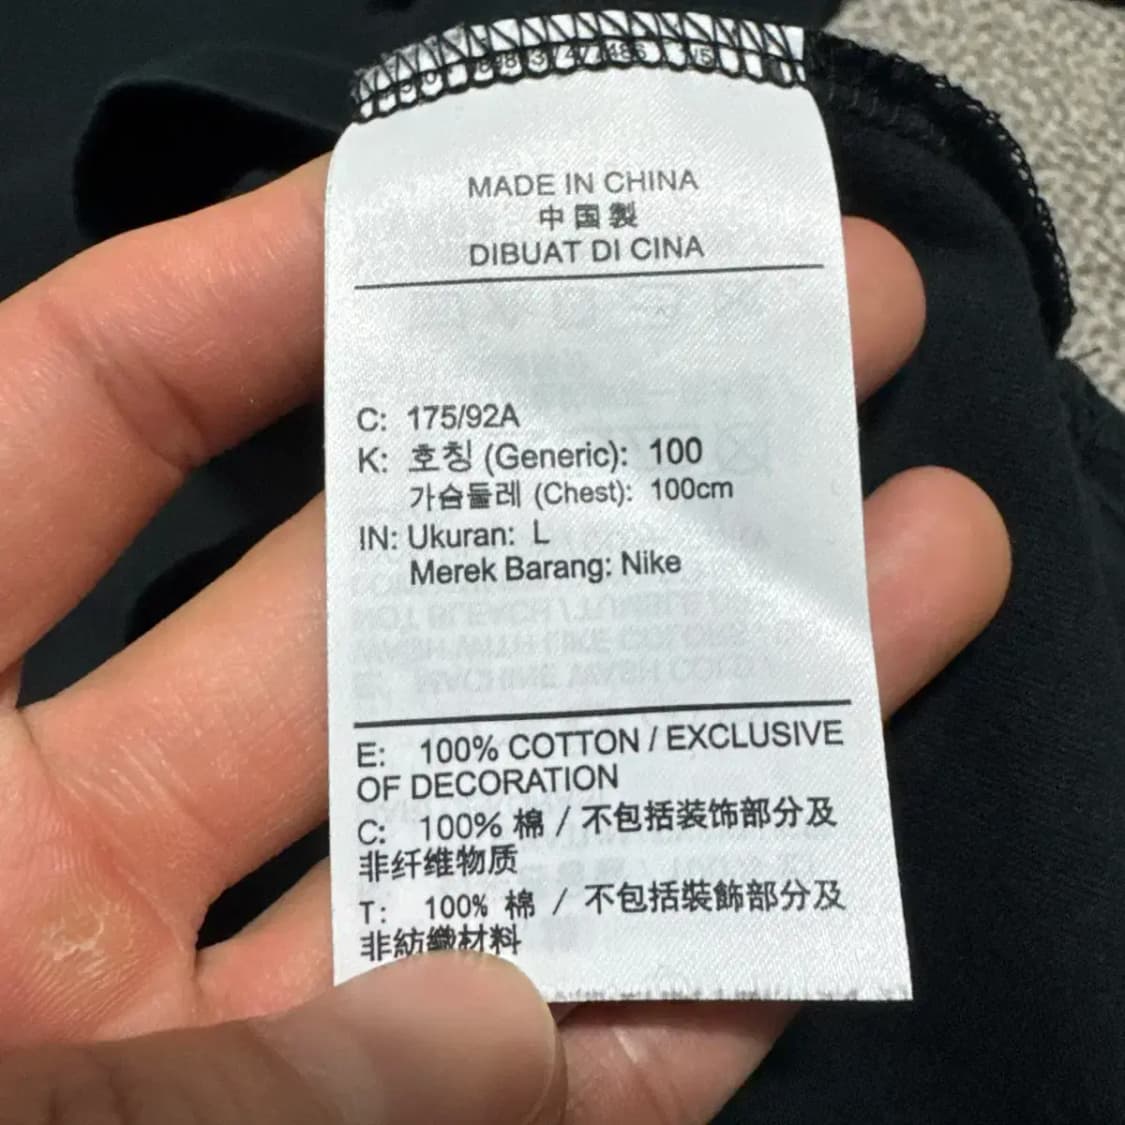 MADE IN CHINA
中国製
DIBUAT DI CINA
C: 175/92A
K: 호칭 (Generic): 100
가슴둘레 (Chest): 100cm
IN: Ukuran: L
Merek Barang: Nike
E: 100% COTTON / EXCLUSIVE
OF DECORATION
C: 100% 棉 / 不包括装饰部分及
非纤维物质
T: 100% 棉 / 不包括裝飾部分及
非紡織材料